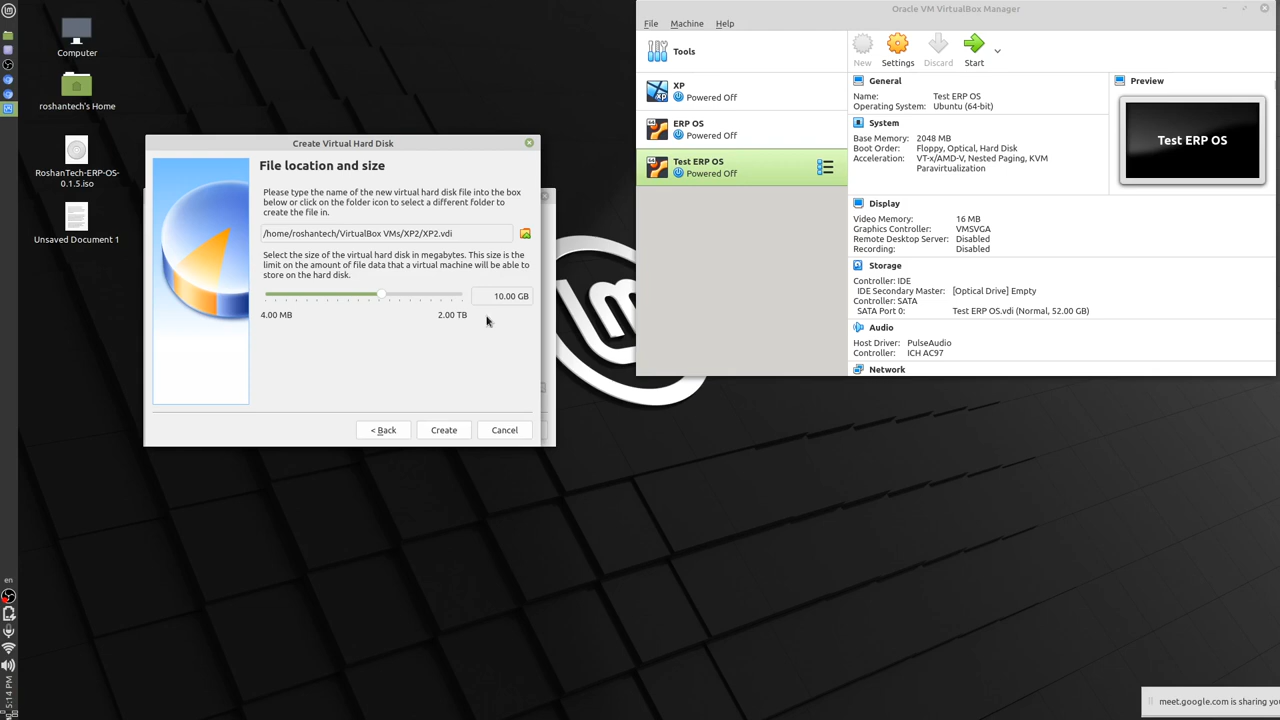 Computer
roshantech's Home
RoshanTech-ERP-OS-
0.1.5.iso
Unsaved Document 1
en
5:14 PM
Create Virtual Hard Disk
File location and size
Please type the name of the new virtual hard disk file into the box
below or click on the folder icon to select a different folder to
create the file in.
/home/roshantech/VirtualBox VMs/XP2/XP2.vdi
Select the size of the virtual hard disk in megabytes. This size is the
limit on the amount of file data that a virtual machine will be able to
store on the hard disk.
10.00 GB
4.00 MB 2.00 TB
< Back Create Cancel
Oracle VM VirtualBox Manager
File Machine Help
Tools
XP
Powered Off
ERP OS
Powered Off
Test ERP OS
Powered Off
New Settings Discard Start
General
Name: Test ERP OS
Operating System: Ubuntu (64-bit)
System
Base Memory: 2048 MB
Boot Order: Floppy, Optical, Hard Disk
Acceleration: VT-x/AMD-V, Nested Paging, KVM
Paravirtualization
Preview
Test ERP OS
Display
Video Memory: 16 MB
Graphics Controller: VMSVGA
Remote Desktop Server: Disabled
Recording: Disabled
Storage
Controller: IDE
IDE Secondary Master: [Optical Drive] Empty
Controller: SATA
SATA Port 0: Test ERP OS.vdi (Normal, 52.00 GB)
Audio
Host Driver: PulseAudio
Controller: ICH AC97
Network
meet.google.com is sharing you